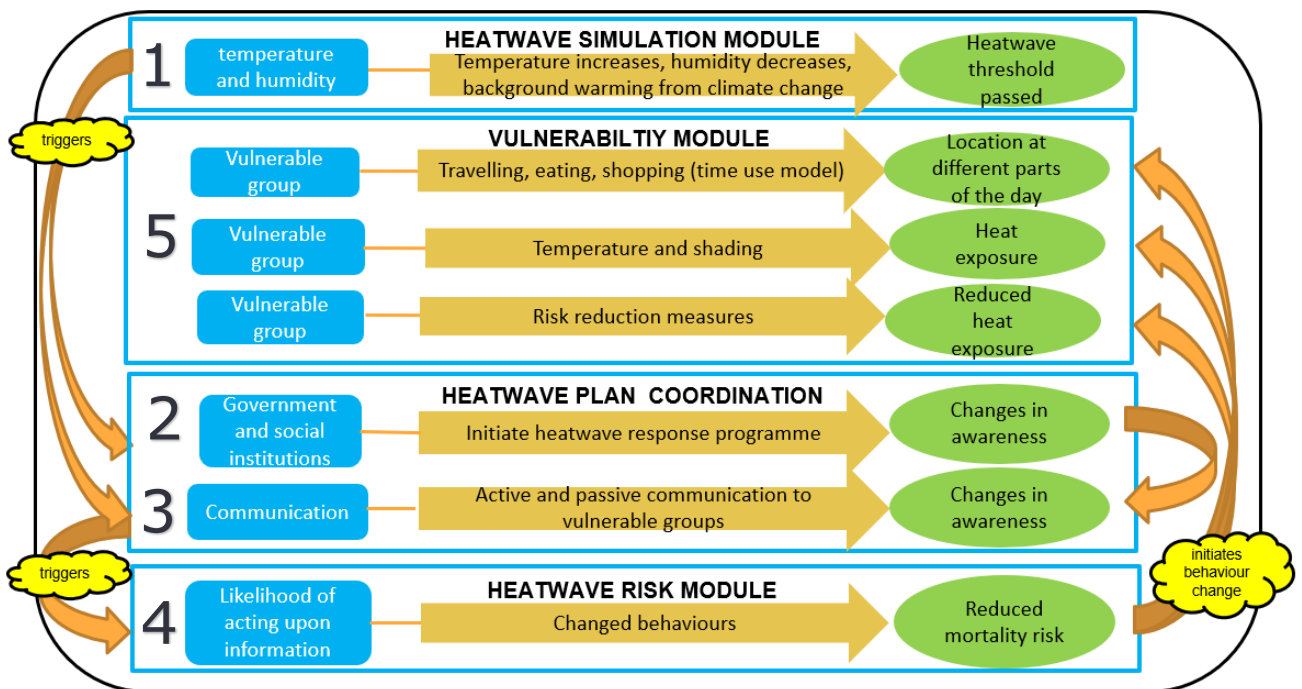 HEATWAVE SIMULATION MODULE
1
temperature
and humidity
Temperature increases, humidity decreases,
background warming from climate change
Heatwave
threshold
passed
triggers
VULNERABILTIY MODULE
5
Vulnerable
group
Travelling, eating, shopping (time use model)
Location at
different parts
of the day
Vulnerable
group
Temperature and shading
Heat
exposure
Vulnerable
group
Risk reduction measures
Reduced
heat
exposure
HEATWAVE PLAN COORDINATION
2
Government
and social
institutions
Initiate heatwave response programme
Changes in
awareness
3
Communication
Active and passive communication to
vulnerable groups
Changes in
awareness
triggers
initiates
behaviour
change
HEATWAVE RISK MODULE
4
Likelihood of
acting upon
information
Changed behaviours
Reduced
mortality risk